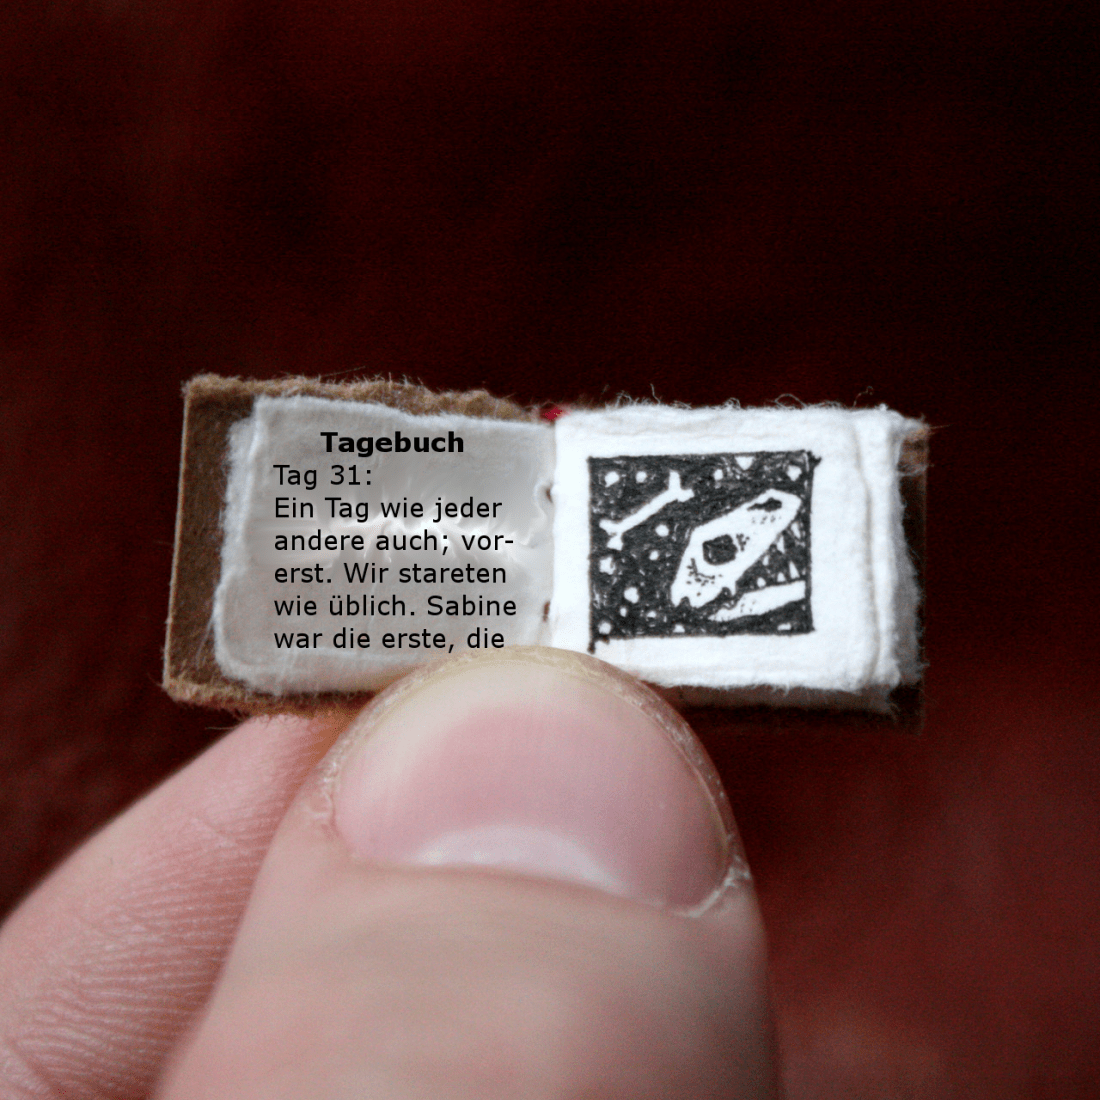 Tagebuch
Tag 31:
Ein Tag wie jeder
andere auch; vor-
erst. Wir stareten
wie üblich. Sabine
war die erste, die